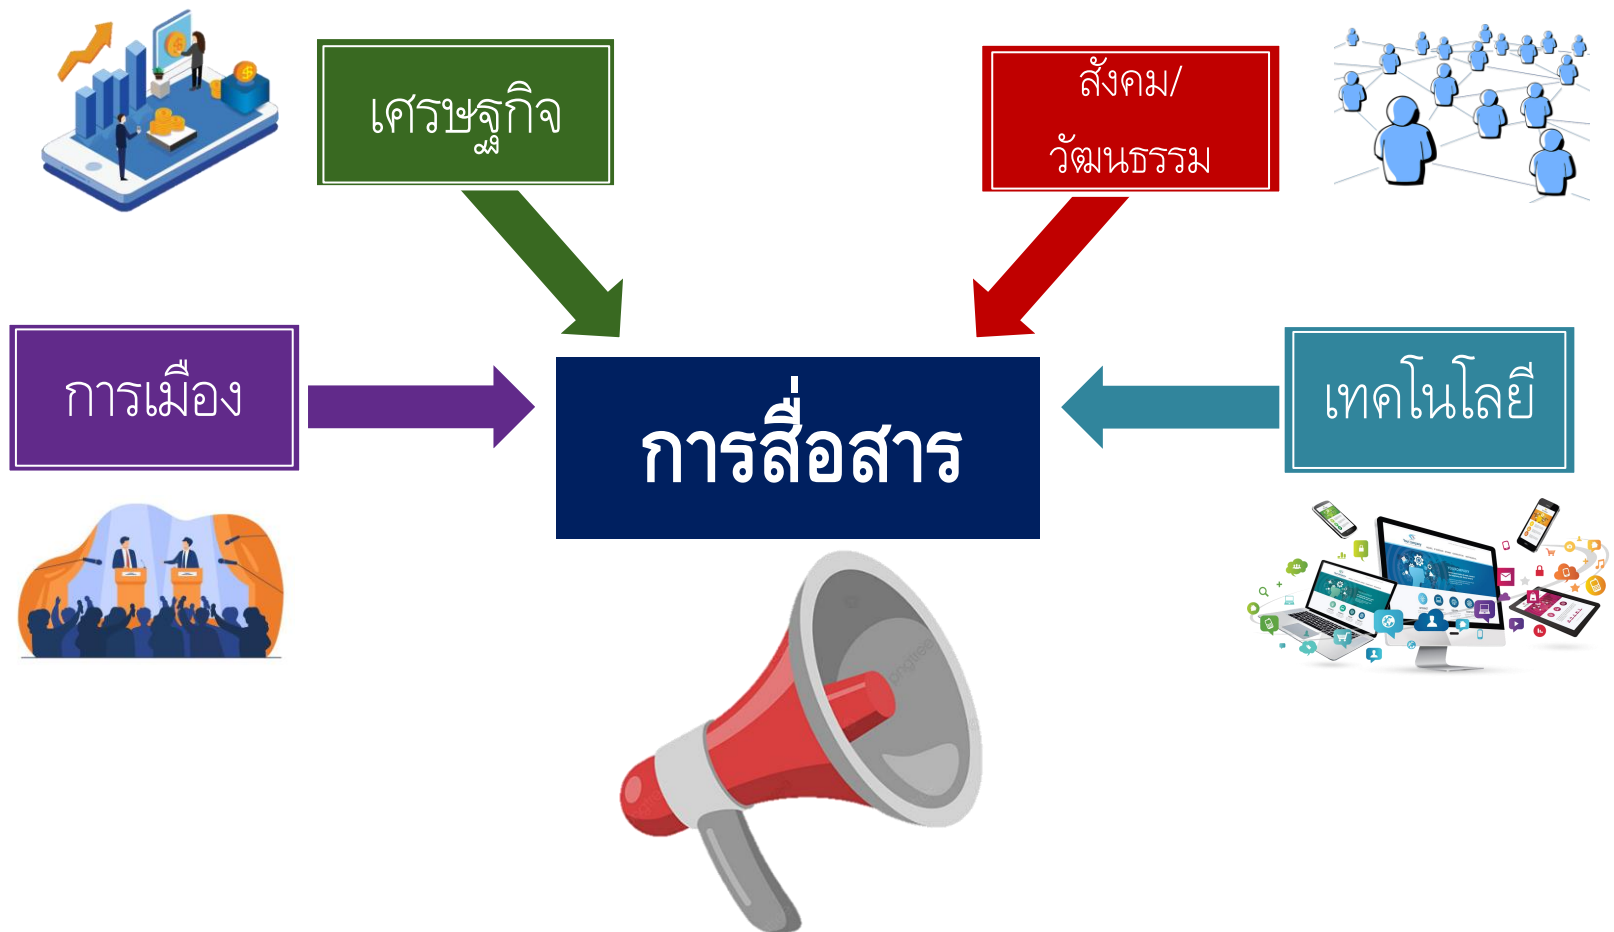 เศรษฐกิจ
สังคม/
วัฒนธรรม
การเมือง
การสื่อสาร
เทคโนโลยี